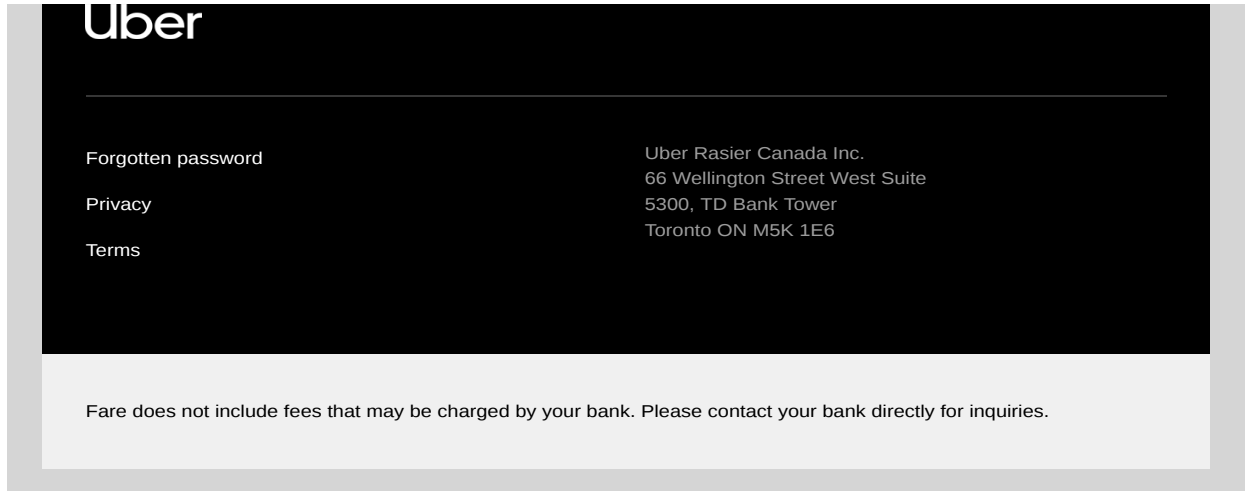 Uber
Forgotten password
Privacy
Terms
Uber Rasier Canada Inc.
66 Wellington Street West Suite
5300, TD Bank Tower
Toronto ON M5K 1E6
Fare does not include fees that may be charged by your bank. Please contact your bank directly for inquiries.